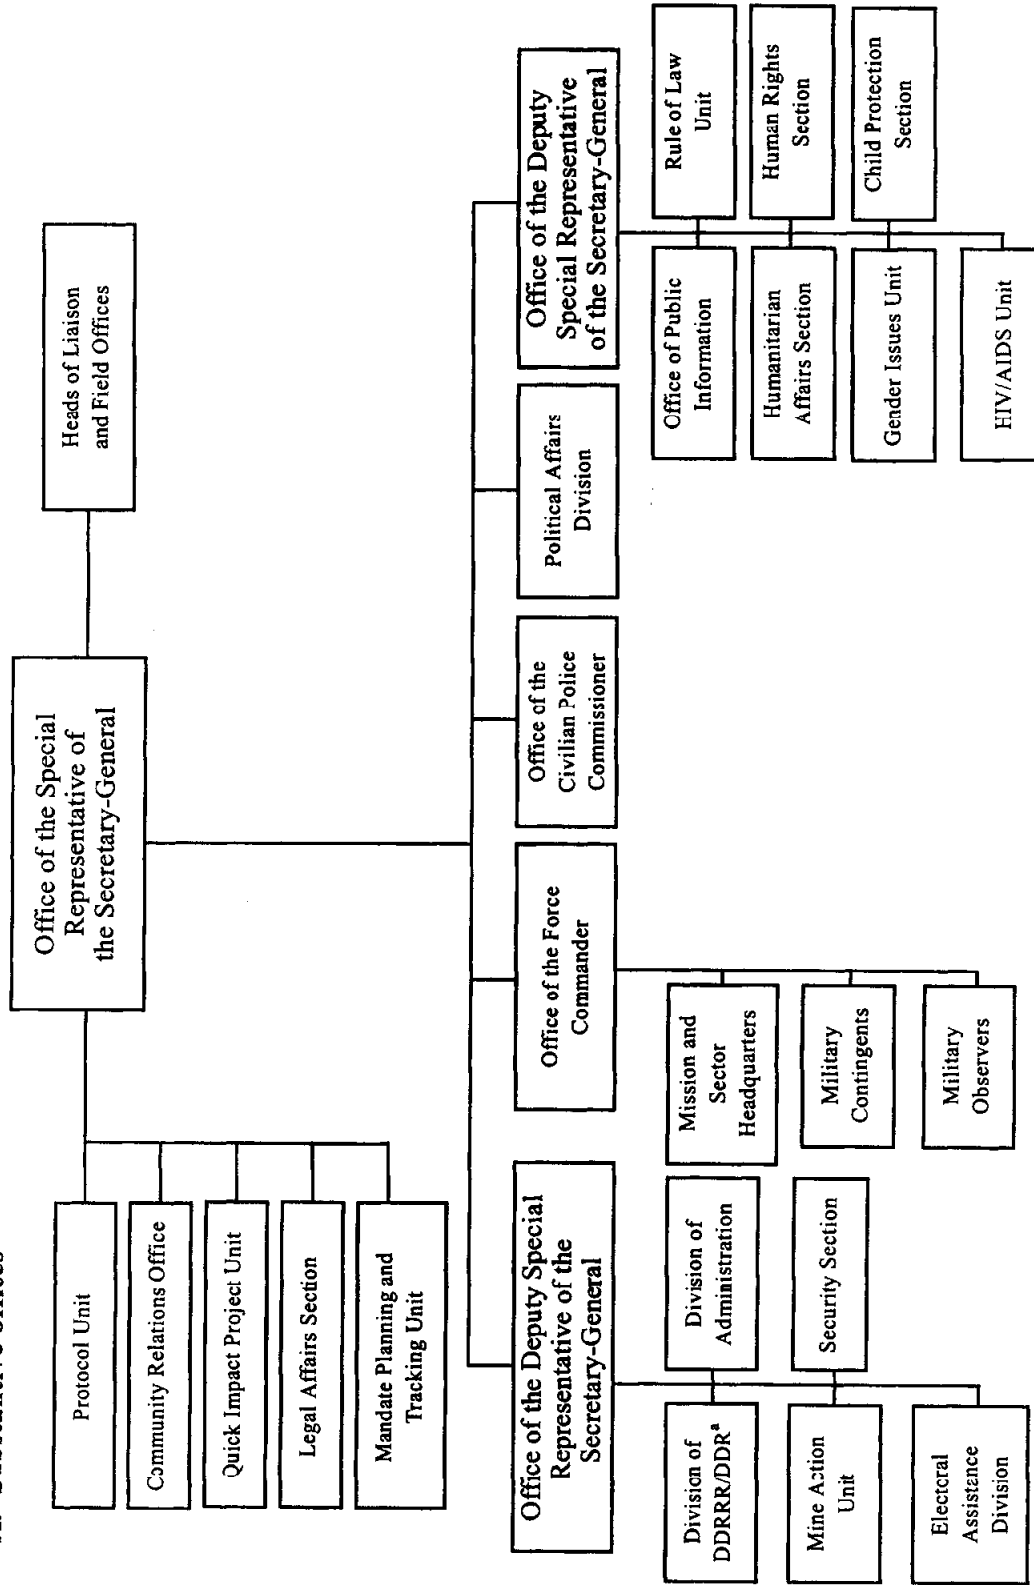 Office of the Special
Representative of
the Secretary-General
Heads of Liaison
and Field Offices
Protocol Unit
Community Relations Office
Quick Impact Project Unit
Legal Affairs Section
Mandate Planning and
Tracking Unit
Office of the Deputy Special
Representative of the
Secretary-General
Office of the Force
Commander
Office of the
Civilian Police
Commissioner
Political Affairs
Division
Office of the Deputy
Special Representative
of the Secretary-General
Division of
DDRRR/DDRᵃ
Division of
Administration
Mine Action
Unit
Security Section
Electoral
Assistance
Division
Mission and
Sector
Headquarters
Military
Contingents
Military
Observers
Office of Public
Information
Rule of Law
Unit
Humanitarian
Affairs Section
Human Rights
Section
Gender Issues Unit
Child Protection
Section
HIV/AIDS Unit